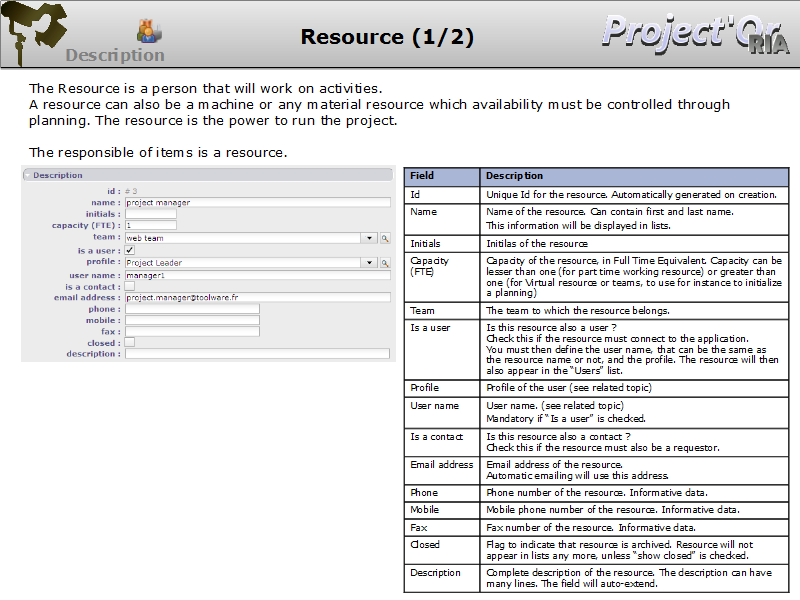 Description
Resource (1/2)
Project'Or
RIA
The Resource is a person that will work on activities.
A resource can also be a machine or any material resource which availability must be controlled through
planning. The resource is the power to run the project.
The responsible of items is a resource.
Description
id : # 3
name : project manager
initials :
capacity (FTE) : 1
team : web team
is a user :
profile : Project Leader
user name : manager1
is a contact :
email address : project.manager@toolware.fr
phone :
mobile :
fax :
closed :
description :
Field Description
Id Unique Id for the resource. Automatically generated on creation.
Name Name of the resource. Can contain first and last name.
This information will be displayed in lists.
Initials Initilas of the resource
Capacity Capacity of the resource, in Full Time Equivalent. Capacity can be
(FTE) lesser than one (for part time working resource) or greater than
one (for Virtual resource or teams, to use for instance to initialize
a planning)
Team The team to which the resource belongs.
Is a user Is this resource also a user ?
Check this if the resource must connect to the application.
You must then define the user name, that can be the same as
the resource name or not, and the profile. The resource will then
also appear in the "Users" list.
Profile Profile of the user (see related topic)
User name User name. (see related topic)
Mandatory if "Is a user" is checked.
Is a contact Is this resource also a contact ?
Check this if the resource must also be a requestor.
Email address Email address of the resource.
Automatic emailing will use this address.
Phone Phone number of the resource. Informative data.
Mobile Mobile phone number of the resource. Informative data.
Fax Fax number of the resource. Informative data.
Closed Flag to indicate that resource is archived. Resource will not
appear in lists any more, unless "show closed" is checked.
Description Complete description of the resource. The description can have
many lines. The field will auto-extend.